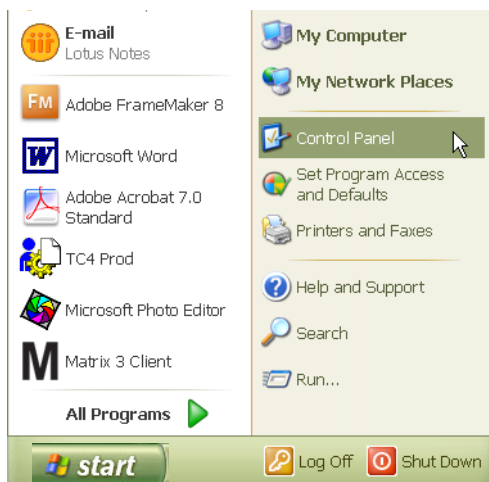 E-mail
Lotus Notes
FM
Adobe FrameMaker 8
W
Microsoft Word
Adobe Acrobat 7.0
Standard
TC4 Prod
Microsoft Photo Editor
M
Matrix 3 Client
All Programs
My Computer
My Network Places
Control Panel
Set Program Access
and Defaults
Printers and Faxes
Help and Support
Search
Run...
start
Log Off
Shut Down